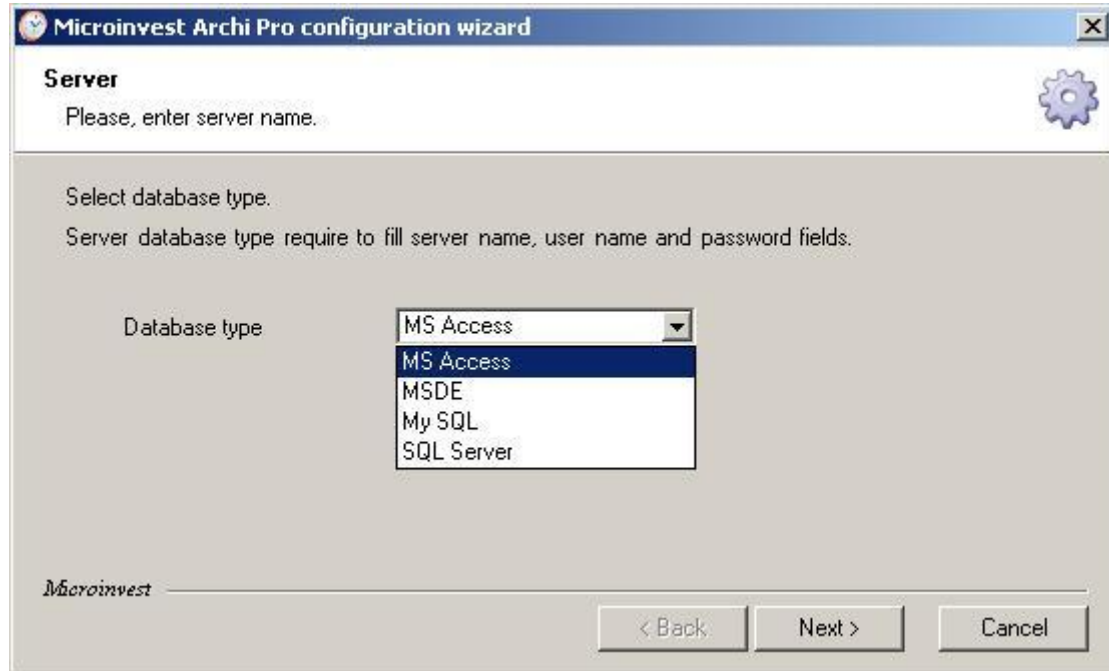 Microinvest Archi Pro configuration wizard
Server
Please, enter server name.
Select database type.
Server database type require to fill server name, user name and password fields.
Database type
MS Access
MS Access
MSDE
My SQL
SQL Server
Microinvest
< Back
Next >
Cancel